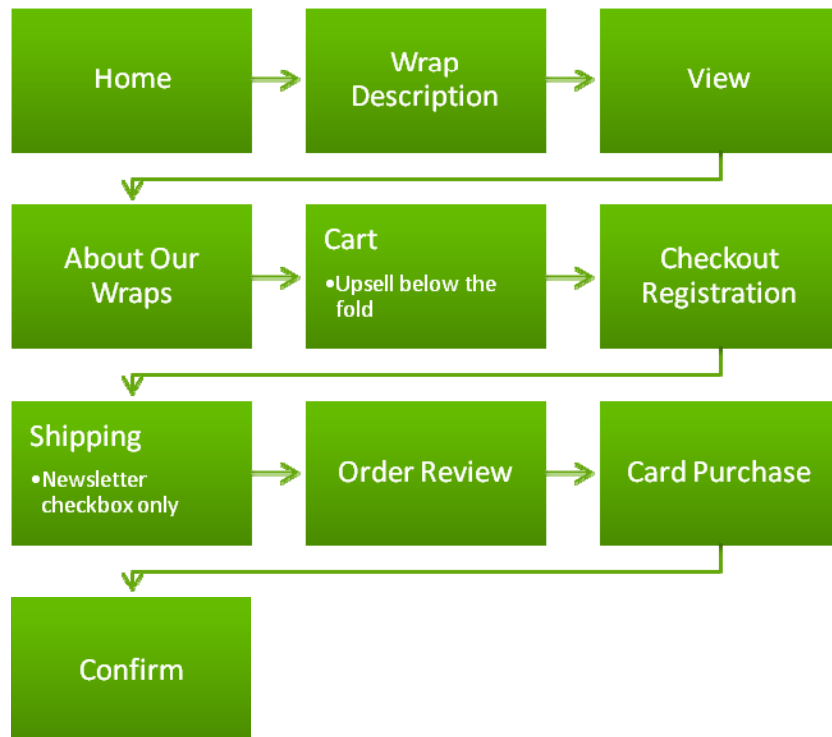 Home
Wrap
Description
View
About Our
Wraps
Cart
•Upsell below the
fold
Checkout
Registration
Shipping
•Newsletter
checkbox only
Order Review
Card Purchase
Confirm